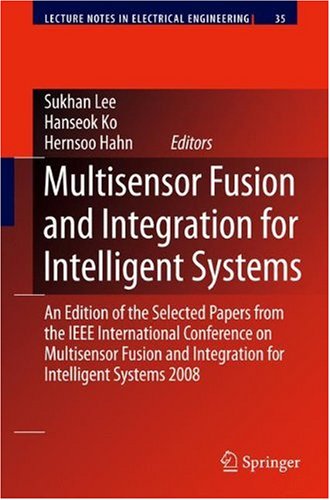 LECTURE NOTES IN ELECTRICAL ENGINEERING 35
Sukhan Lee
Hanseok Ko
Hernsoo Hahn Editors
Multisensor Fusion
and Integration for
Intelligent Systems
An Edition of the Selected Papers from
the IEEE International Conference on
Multisensor Fusion and Integration for
Intelligent Systems 2008
Springer